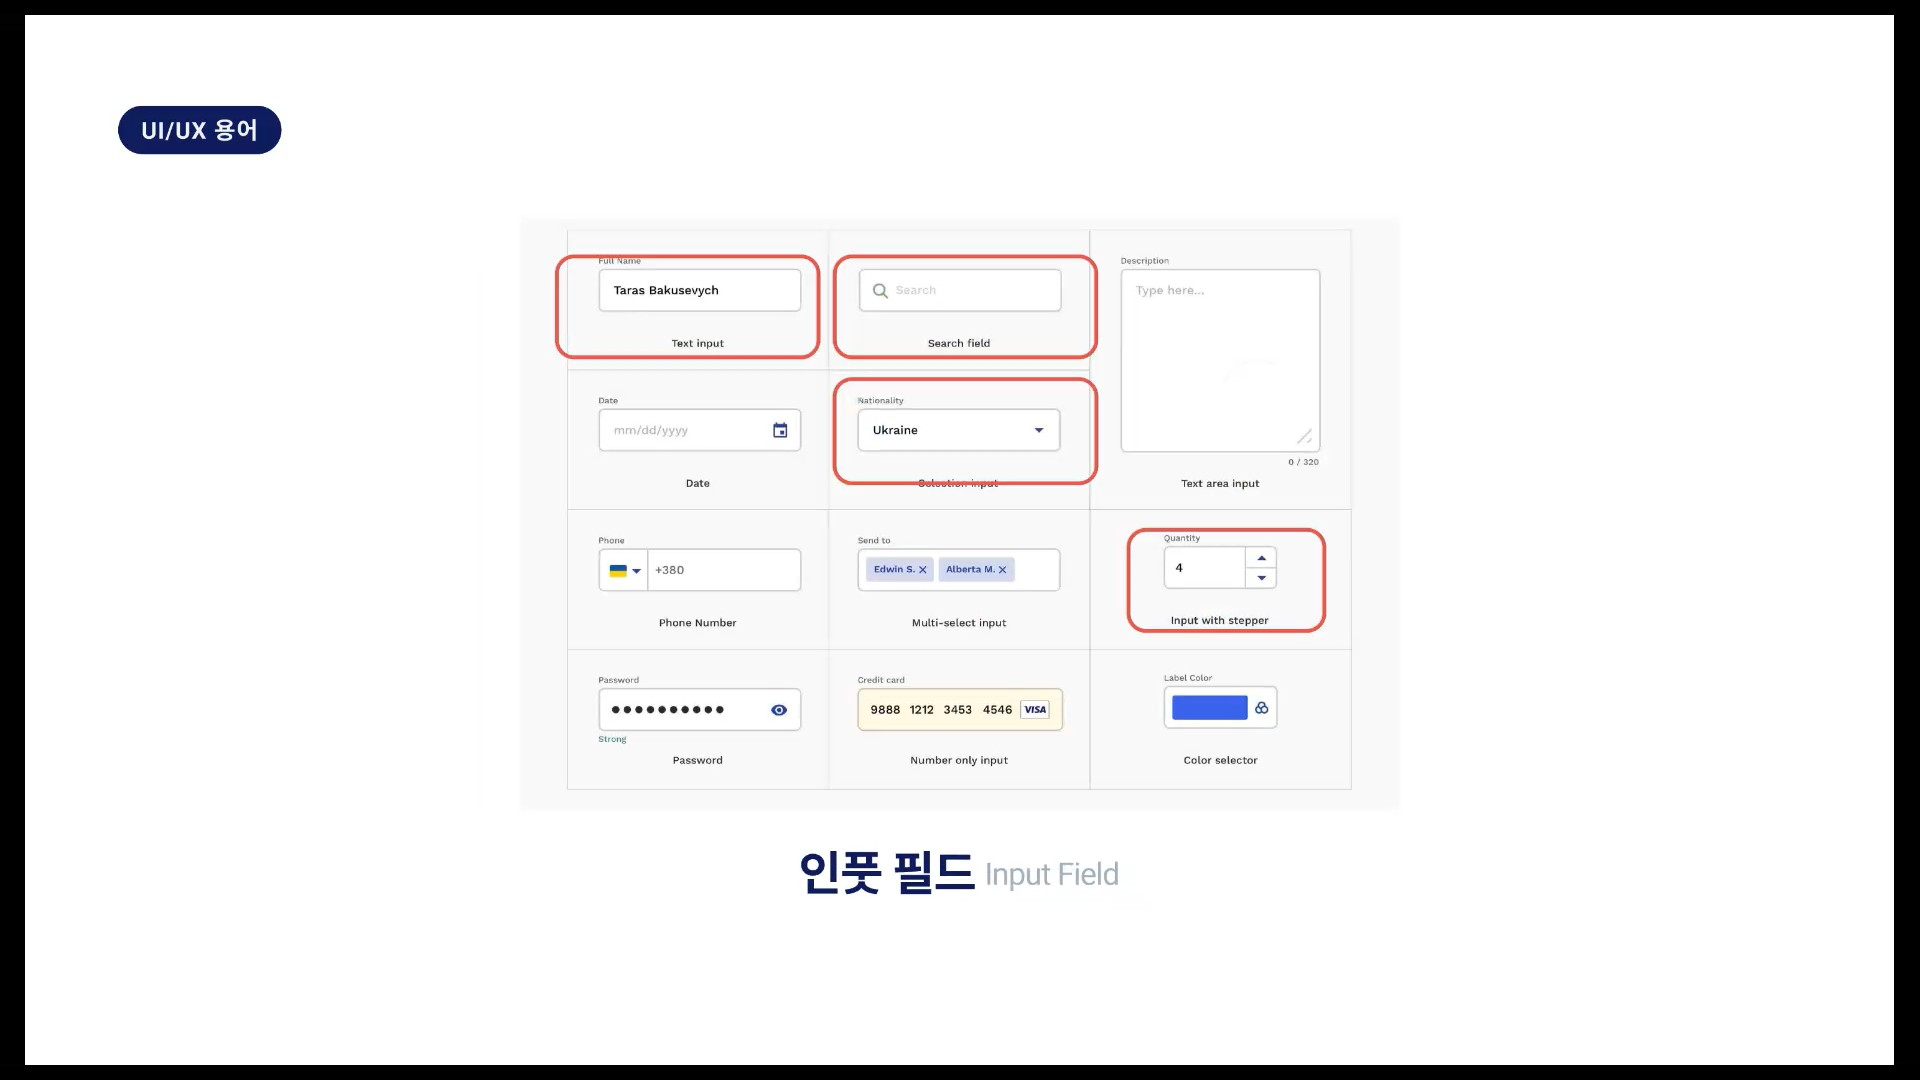 UI/UX 용어
Full Name
Taras Bakusevych
Text input
Search
Search field
Description
Type here...
0 / 320
Text area input
Date
mm/dd/yyyy
Date
Nationality
Ukraine
Selection input
Phone
+380
Phone Number
Send to
Edwin S. Alberta M.
Multi-select input
Quantity
4
Input with stepper
Password
Strong
Password
Credit card
9888 1212 3453 4546 VISA
Number only input
Label Color
Color selector
인풋 필드 Input Field